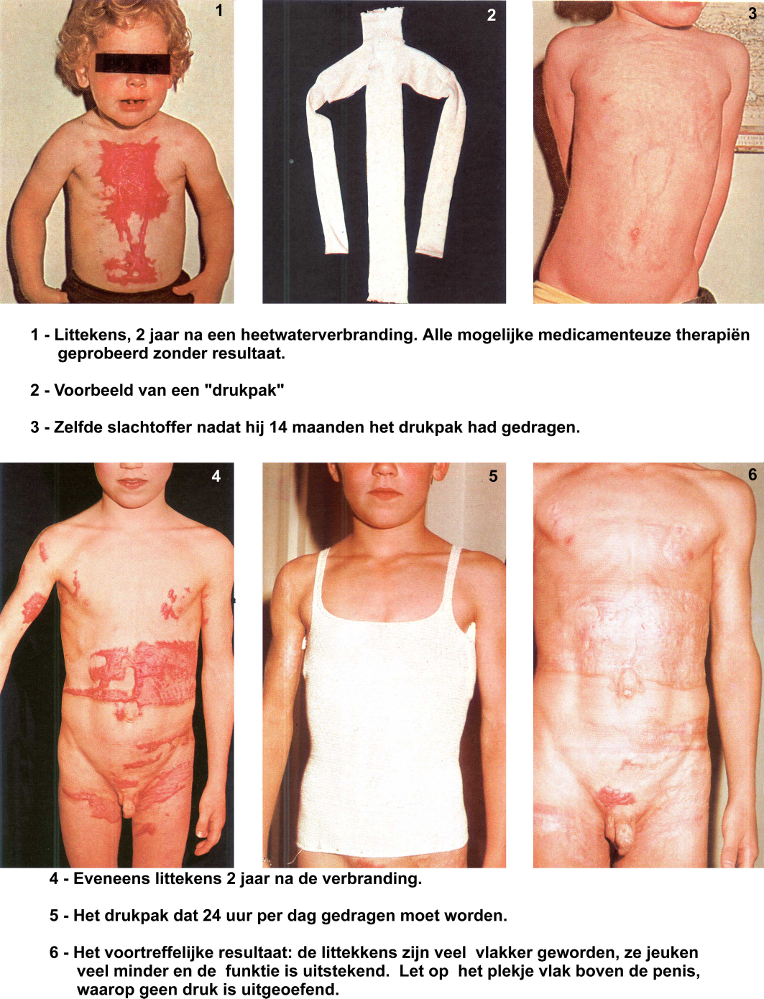 1
2
3
1 - Littekens, 2 jaar na een heetwaterverbranding. Alle mogelijke medicamenteuze therapiën
geprobeerd zonder resultaat.
2 - Voorbeeld van een "drukpak"
3 - Zelfde slachtoffer nadat hij 14 maanden het drukpak had gedragen.
4
5
6
4 - Eveneens littekens 2 jaar na de verbranding.
5 - Het drukpak dat 24 uur per dag gedragen moet worden.
6 - Het voortreffelijke resultaat: de littekkens zijn veel  vlakker geworden, ze jeuken
veel minder en de  funktie is uitstekend.  Let op  het plekje vlak boven de penis,
waarop geen druk is uitgeoefend.